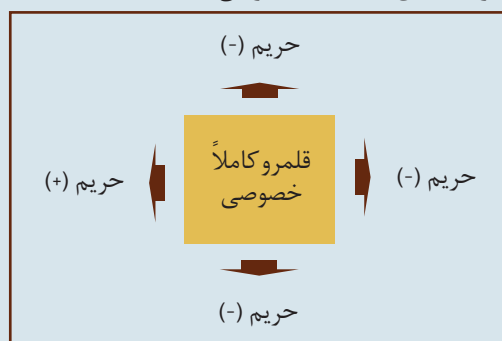 حریم (-)
قلمرو کاملاً
خصوصی
حریم (-)
حریم (+)
حریم (-)